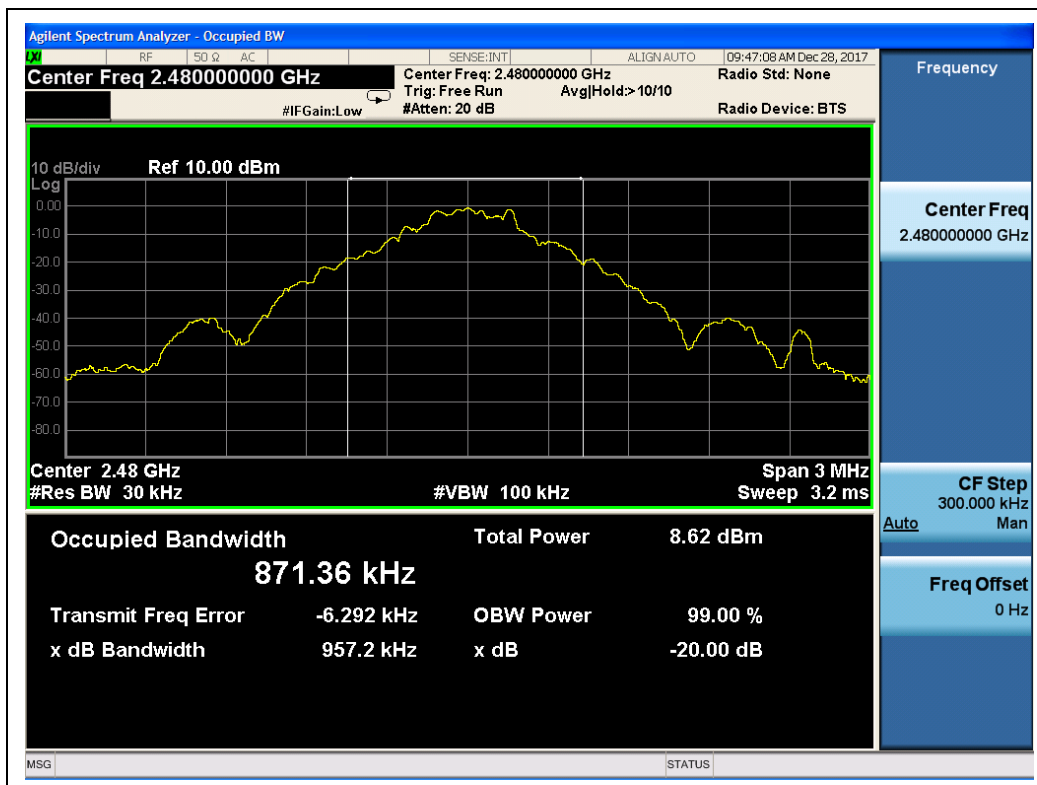 Agilent Spectrum Analyzer - Occupied BW
LXI RF 50 Ω AC SENSE:INT ALIGN AUTO 09:47:08 AM Dec 28, 2017
Center Freq 2.480000000 GHz
Center Freq: 2.480000000 GHz
Radio Std: None
Trig: Free Run Avg|Hold:> 10/10
#IFGain:Low
#Atten: 20 dB
Radio Device: BTS
Frequency
10 dB/div Ref 10.00 dBm
Log
0.00
-10.0
-20.0
-30.0
-40.0
-50.0
-60.0
-70.0
-80.0
Center 2.48 GHz
Span 3 MHz
#Res BW 30 kHz
#VBW 100 kHz
Sweep 3.2 ms
Center Freq
2.480000000 GHz
CF Step
300.000 kHz
Auto Man
Freq Offset
0 Hz
Occupied Bandwidth
871.36 kHz
Total Power 8.62 dBm
Transmit Freq Error -6.292 kHz
OBW Power 99.00 %
x dB Bandwidth 957.2 kHz
x dB -20.00 dB
MSG
STATUS